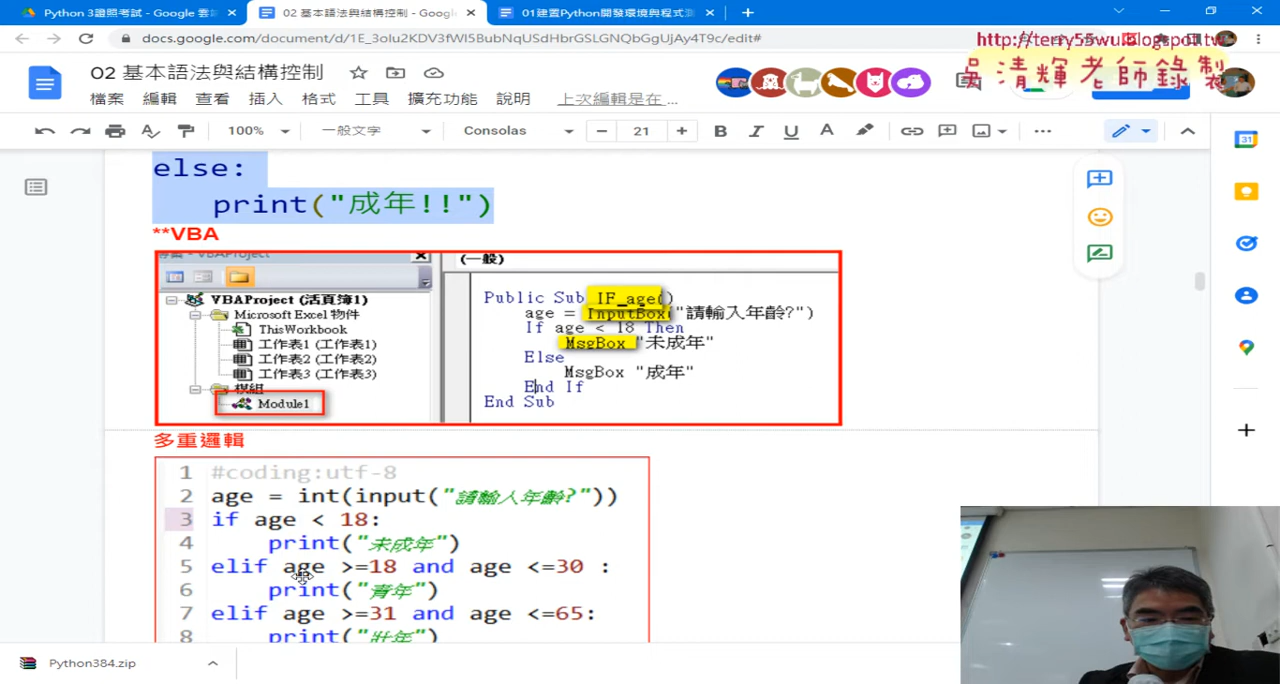 Python 3證照考試 - Google 雲端
02 基本語法與結構控制 - Google
01建置Python開發環境與程式
docs.google.com/document/d/1E_3oIu2KDV3fWI5BubNQUSdHbrGSLGNQbGgUjAy4T9c/edit#
http://terry55wu.blogspot.tw
吳清輝老師錄製
02 基本語法與結構控制
檔案 編輯 查看 插入 格式 工具 擴充功能 說明 上次編輯是在 ...
100% 一般文字 Consolas 21 B I U A
else:
print("成年!!")
**VBA
專案 - VBAProject
(一般)
VBAProject (活頁簿1)
Microsoft Excel 物件
ThisWorkbook
工作表1 (工作表1)
工作表2 (工作表2)
工作表3 (工作表3)
模組
Module1
Public Sub IF_age()
age = InputBox("請輸入年齡?")
If age < 18 Then
MsgBox "未成年"
Else
MsgBox "成年"
End If
End Sub
多重邏輯
1 #coding:utf-8
2 age = int(input("請輸入年齡?"))
3 if age < 18:
4 print("未成年")
5 elif age >=18 and age <=30 :
6 print("青年")
7 elif age >=31 and age <=65:
8 print("壯年")
Python384.zip
31